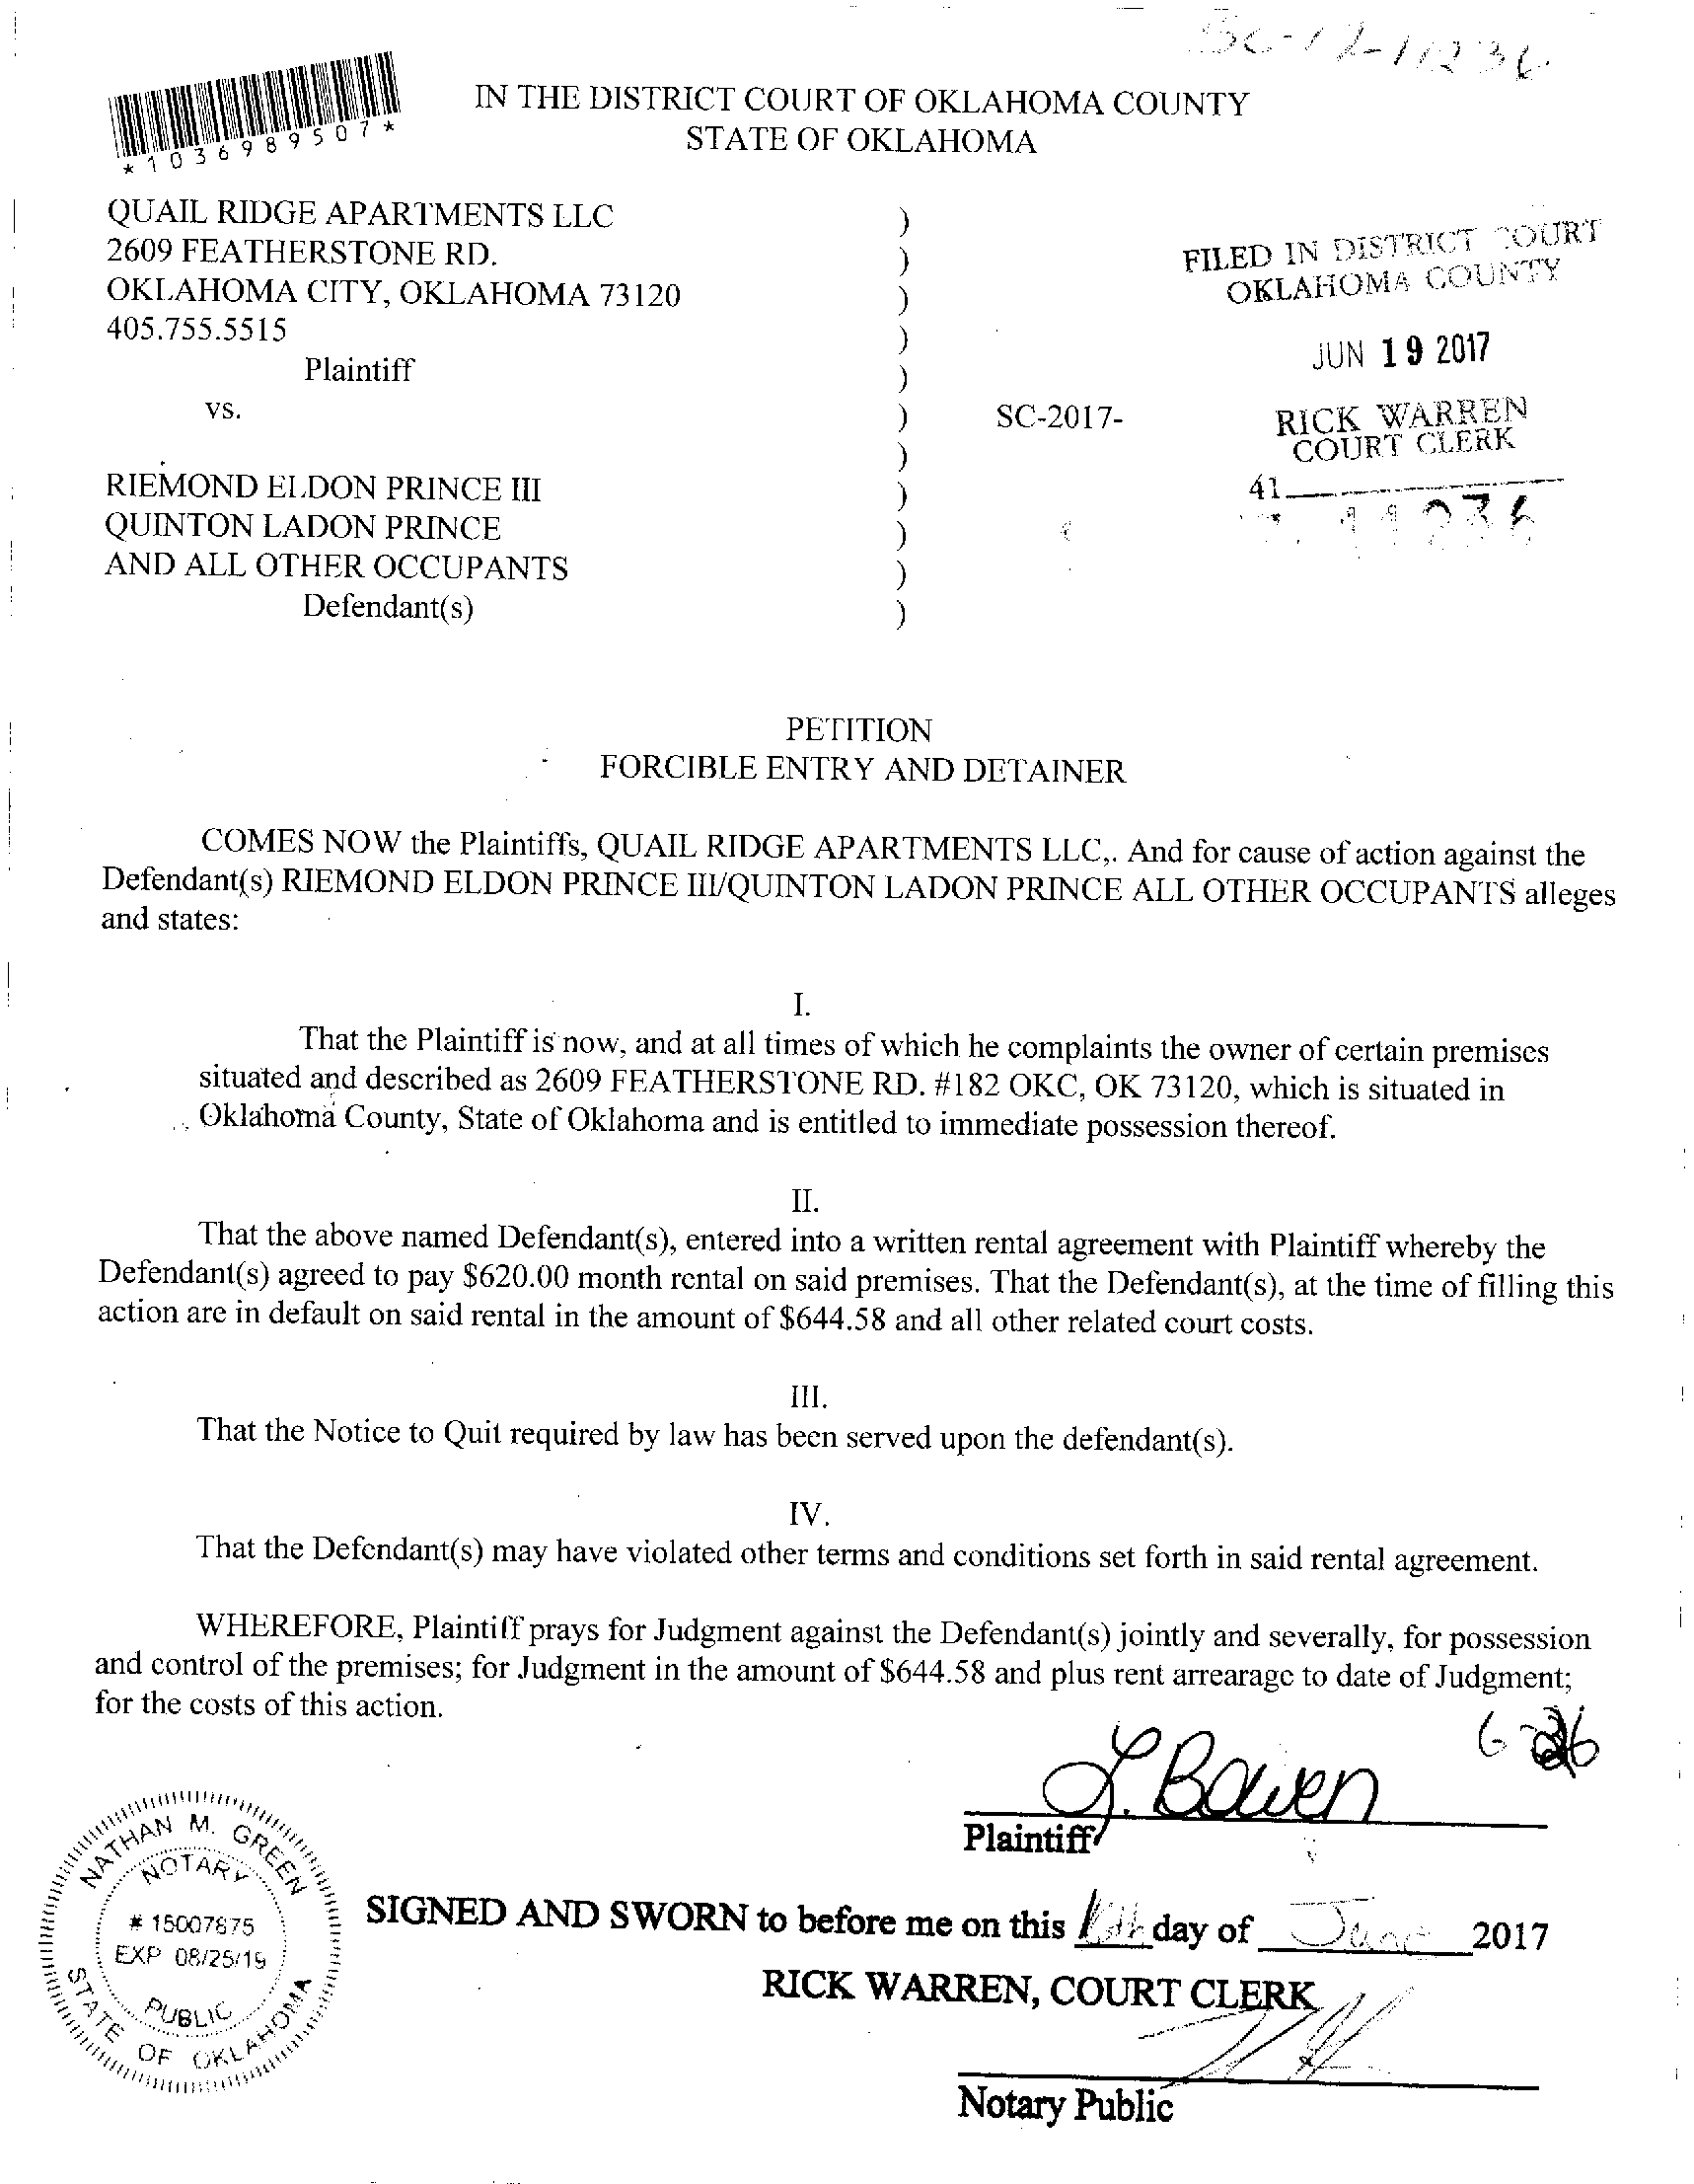 IN THE DISTRICT COURT OF OKLAHOMA COUNTY
STATE OF OKLAHOMA
*1036989507*
QUAIL RIDGE APARTMENTS LLC )
2609 FEATHERSTONE RD. )
OKLAHOMA CITY, OKLAHOMA 73120 )
405.755.5515 )
Plaintiff )
vs. ) SC-2017-
)
RIEMOND ELDON PRINCE III )
QUINTON LADON PRINCE )
AND ALL OTHER OCCUPANTS )
Defendant(s) )
FILED IN DISTRICT COURT
OKLAHOMA COUNTY
JUN 19 2017
RICK WARREN
COURT CLERK
41
11236
PETITION
FORCIBLE ENTRY AND DETAINER
COMES NOW the Plaintiffs, QUAIL RIDGE APARTMENTS LLC,. And for cause of action against the
Defendant(s) RIEMOND ELDON PRINCE III/QUINTON LADON PRINCE ALL OTHER OCCUPANTS alleges
and states:
I.
That the Plaintiff is now, and at all times of which he complaints the owner of certain premises
situated and described as 2609 FEATHERSTONE RD. #182 OKC, OK 73120, which is situated in
Oklahoma County, State of Oklahoma and is entitled to immediate possession thereof.
II.
That the above named Defendant(s), entered into a written rental agreement with Plaintiff whereby the
Defendant(s) agreed to pay $620.00 month rental on said premises. That the Defendant(s), at the time of filling this
action are in default on said rental in the amount of $644.58 and all other related court costs.
III.
That the Notice to Quit required by law has been served upon the defendant(s).
IV.
That the Defendant(s) may have violated other terms and conditions set forth in said rental agreement.
WHEREFORE, Plaintiff prays for Judgment against the Defendant(s) jointly and severally, for possession
and control of the premises; for Judgment in the amount of $644.58 and plus rent arrearage to date of Judgment;
for the costs of this action.
L. Bowen
Plaintiff
NATHAN M. GREEN
NOTARY
# 15007875
EXP 08/25/19
PUBLIC
STATE OF OKLAHOMA
SIGNED AND SWORN to before me on this day of June 2017
RICK WARREN, COURT CLERK
Notary Public